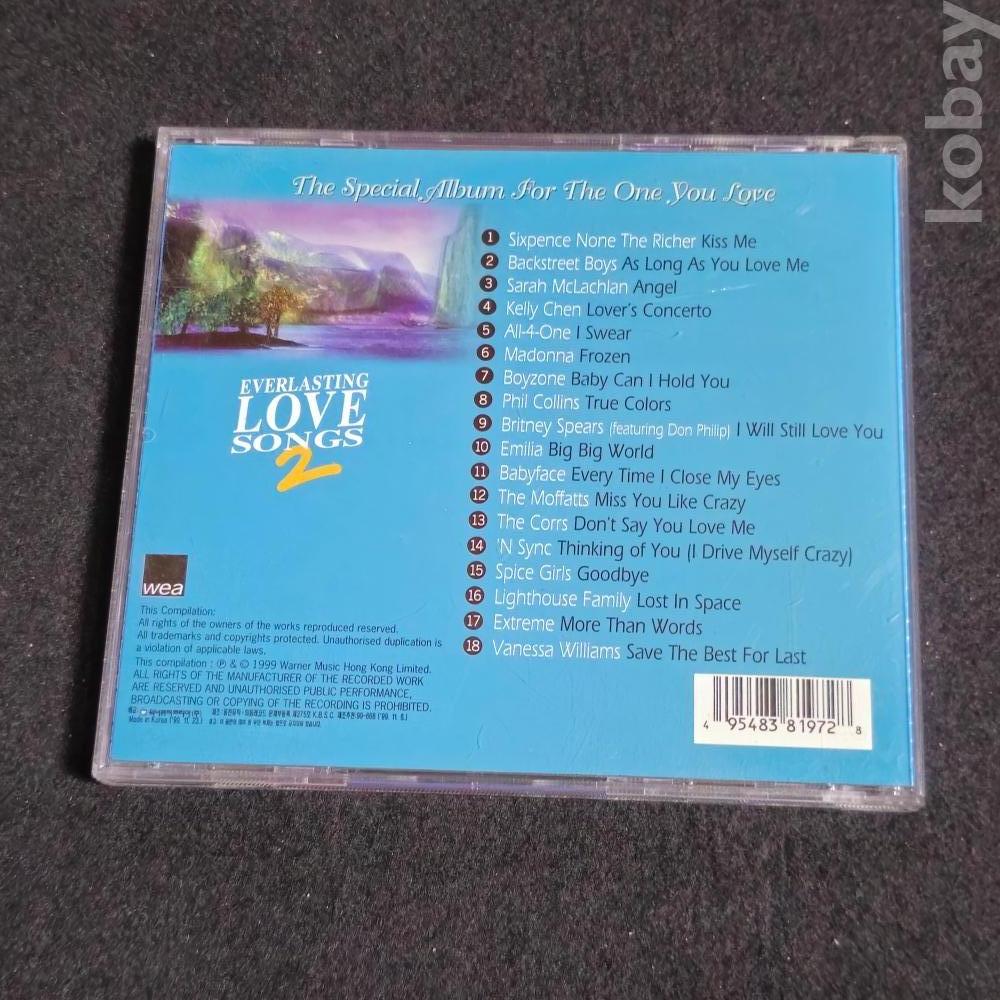 kobay
The Special Album For The One You Love
1 Sixpence None The Richer Kiss Me
2 Backstreet Boys As Long As You Love Me
3 Sarah McLachlan Angel
4 Kelly Chen Lover's Concerto
5 All-4-One I Swear
6 Madonna Frozen
7 Boyzone Baby Can I Hold You
8 Phil Collins True Colors
9 Britney Spears (featuring Don Philip) I Will Still Love You
10 Emilia Big Big World
11 Babyface Every Time I Close My Eyes
12 The Moffatts Miss You Like Crazy
13 The Corrs Don't Say You Love Me
14 'N Sync Thinking of You (I Drive Myself Crazy)
15 Spice Girls Goodbye
16 Lighthouse Family Lost In Space
17 Extreme More Than Words
18 Vanessa Williams Save The Best For Last
EVERLASTING
LOVE
SONGS
2
wea
This Compilation:
All rights of the owners of the works reproduced reserved.
All trademarks and copyrights protected. Unauthorised duplication is
a violation of applicable laws.
This compilation : ℗ & © 1999 Warner Music Hong Kong Limited.
ALL RIGHTS OF THE MANUFACTURER OF THE RECORDED WORK
ARE RESERVED AND UNAUTHORISED PUBLIC PERFORMANCE,
BROADCASTING OR COPYING OF THE RECORDING IS PROHIBITED.
Made in Korea ('99. 11. 23.)
4 95483 81972 8